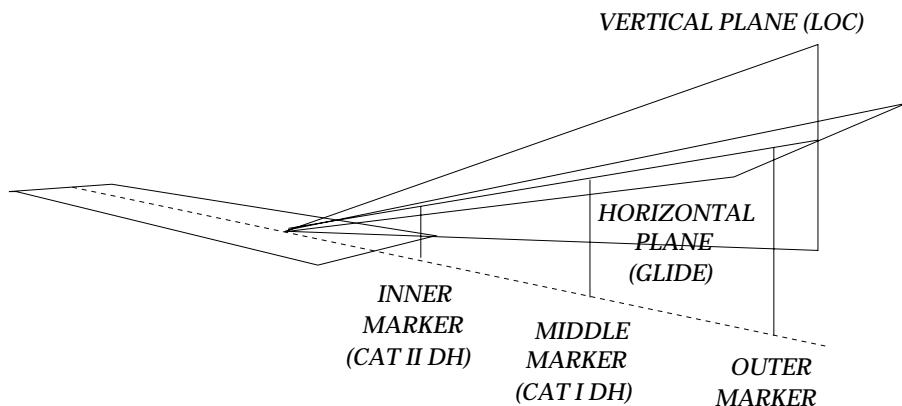 VERTICAL PLANE (LOC)
HORIZONTAL
PLANE
(GLIDE)
INNER
MARKER
(CAT II DH)
MIDDLE
MARKER
(CAT I DH)
OUTER
MARKER